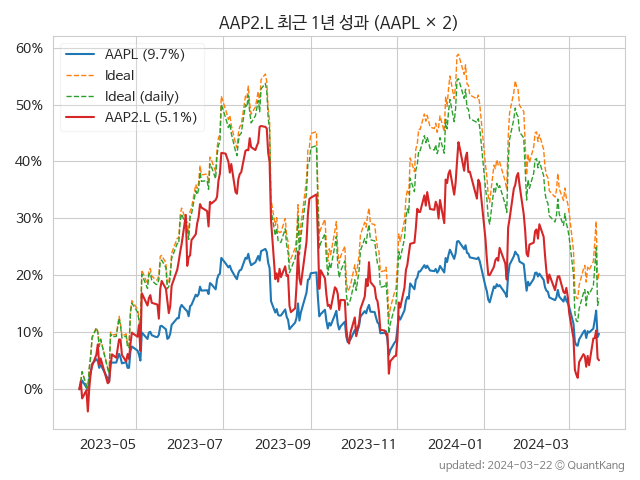 AAP2.L 최근 1년 성과 (AAPL × 2)
60%
50%
40%
30%
20%
10%
0%
AAPL (9.7%)
Ideal
Ideal (daily)
AAP2.L (5.1%)
2023-05
2023-07
2023-09
2023-11
2024-01
2024-03
updated: 2024-03-22 © QuantKang